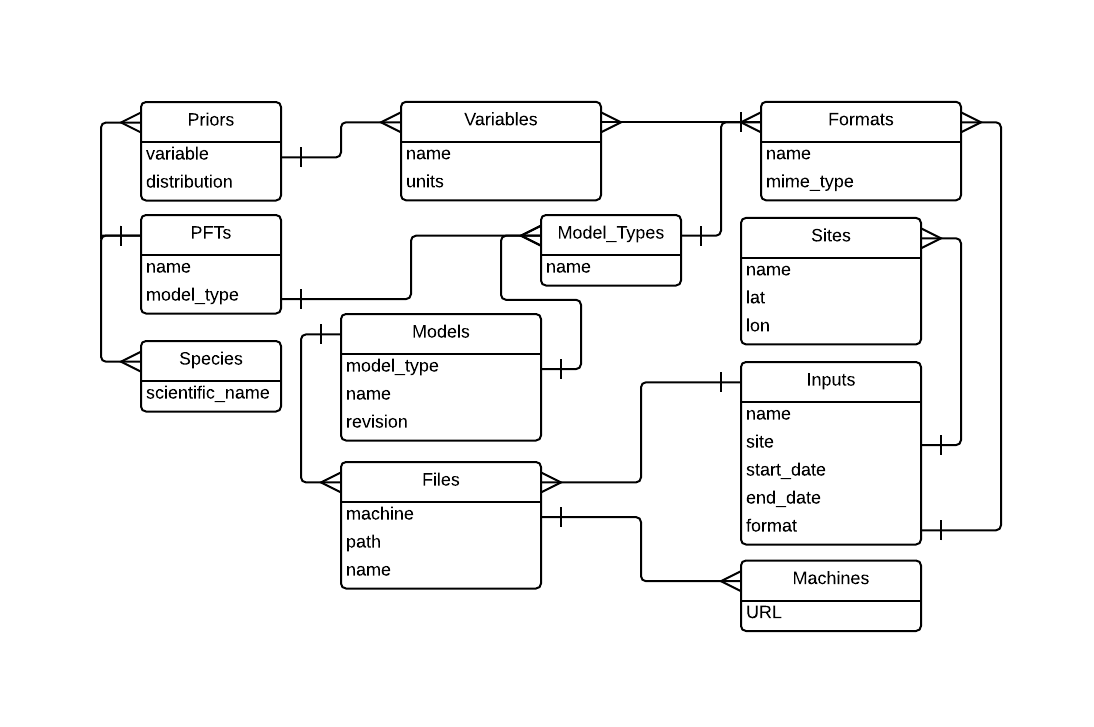 Priors
variable
distribution
Variables
name
units
Formats
name
mime_type
PFTs
name
model_type
Model_Types
name
Sites
name
lat
lon
Species
scientific_name
Models
model_type
name
revision
Inputs
name
site
start_date
end_date
format
Files
machine
path
name
Machines
URL